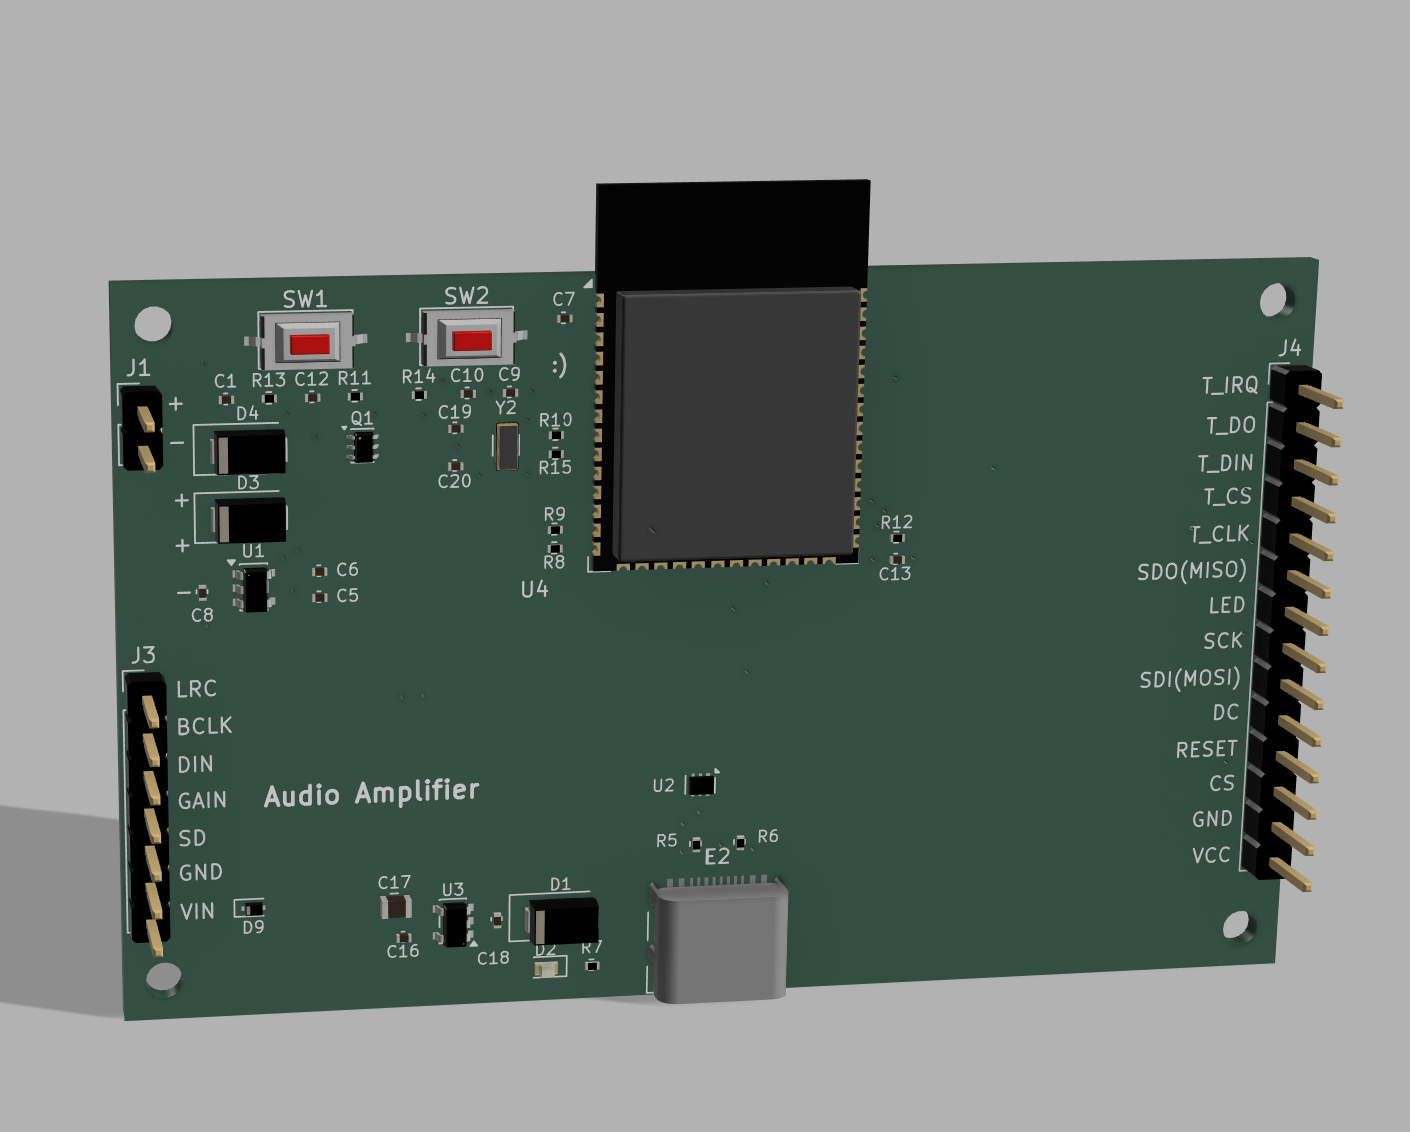 SW1
SW2
C7
J1
J4
:)
C1
R13
C12
R11
R14
C10
C9
+
−
D4
Q1
C19
Y2
R10
R15
C20
D3
+
+
U1
R9
R8
R12
C13
C6
C5
−
C8
U4
J3
LRC
BCLK
DIN
GAIN
SD
GND
VIN
Audio Amplifier
T_IRQ
T_DO
T_DIN
T_CS
T_CLK
SDO(MISO)
LED
SCK
SDI(MOSI)
DC
RESET
CS
GND
VCC
U2
R5
R6
E2
D9
C17
U3
D1
C16
C18
D2
R7